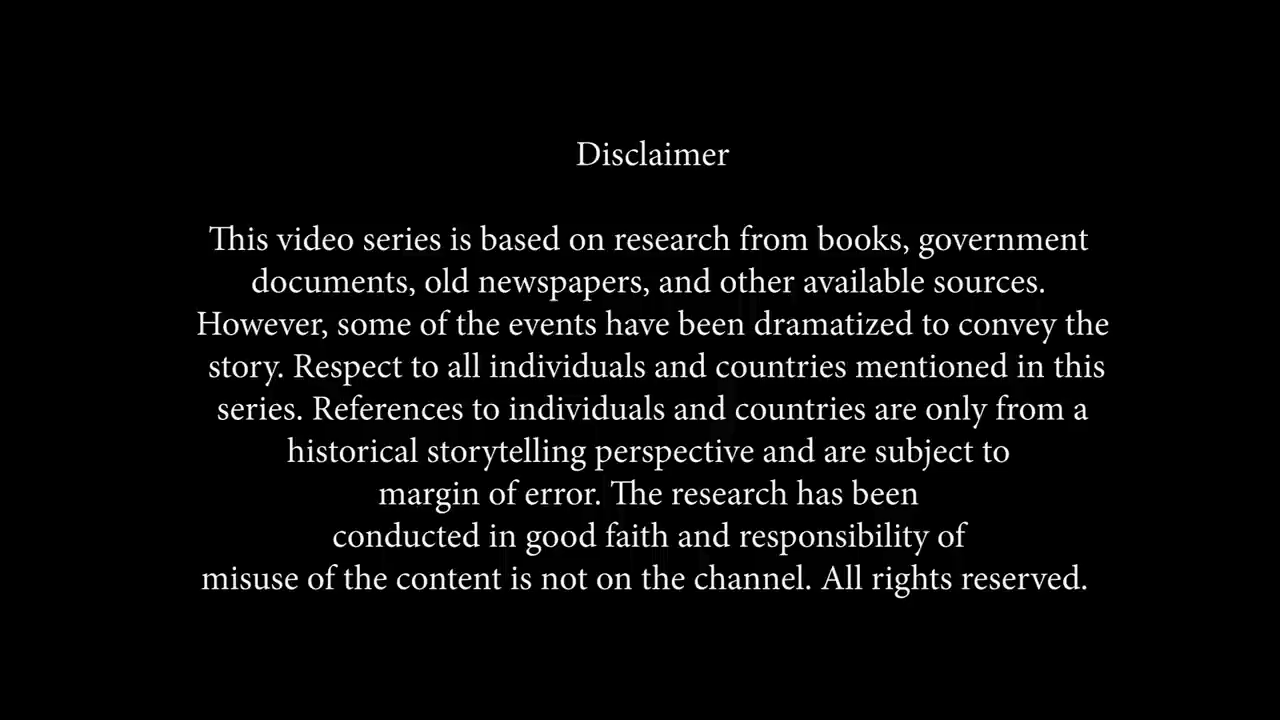 Disclaimer
This video series is based on research from books, government
documents, old newspapers, and other available sources.
However, some of the events have been dramatized to convey the
story. Respect to all individuals and countries mentioned in this
series. References to individuals and countries are only from a
historical storytelling perspective and are subject to
margin of error. The research has been
conducted in good faith and responsibility of
misuse of the content is not on the channel. All rights reserved.